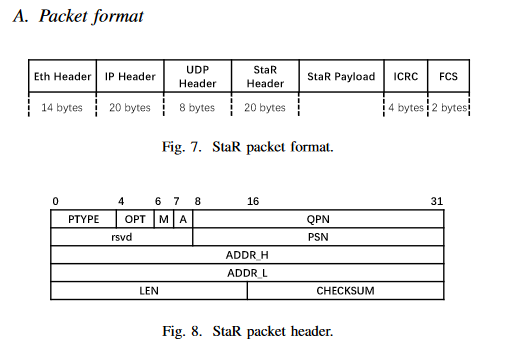 A. Packet format
Eth Header IP Header UDP Header StaR Header StaR Payload ICRC FCS
14 bytes 20 bytes 8 bytes 20 bytes 4 bytes 2 bytes
Fig. 7. StaR packet format.
0 4 6 7 8 16 31
PTYPE OPT M A QPN
rsvd PSN
ADDR_H
ADDR_L
LEN CHECKSUM
Fig. 8. StaR packet header.